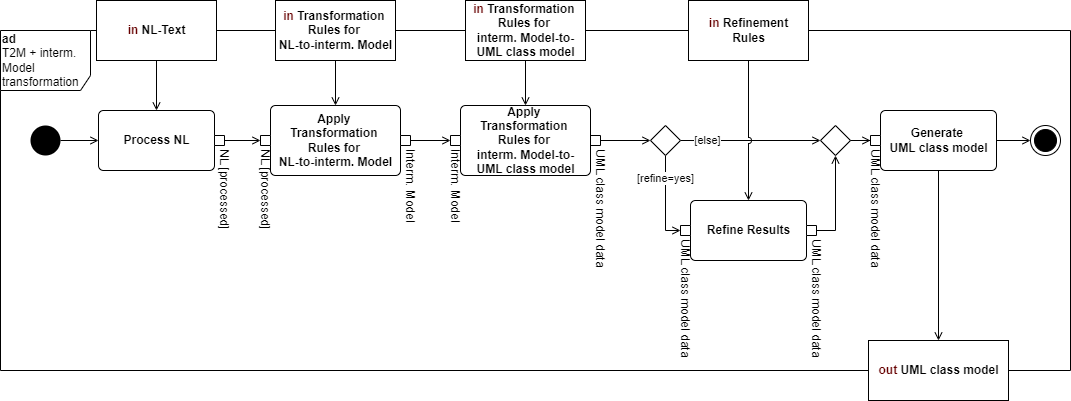 ad
T2M + interm.
Model
transformation
in NL-Text
in Transformation
Rules for
NL-to-interm. Model
in Transformation
Rules for
interm. Model-to-
UML class model
in Refinement
Rules
Process NL
NL [processed]
NL [processed]
Apply
Transformation
Rules for
NL-to-interm. Model
Interm. Model
Interm. Model
Apply
Transformation
Rules for
interm. Model-to-
UML class model
UML class model data
[else]
[refine=yes]
UML class model data
Refine Results
UML class model data
UML class model data
Generate
UML class model
out UML class model